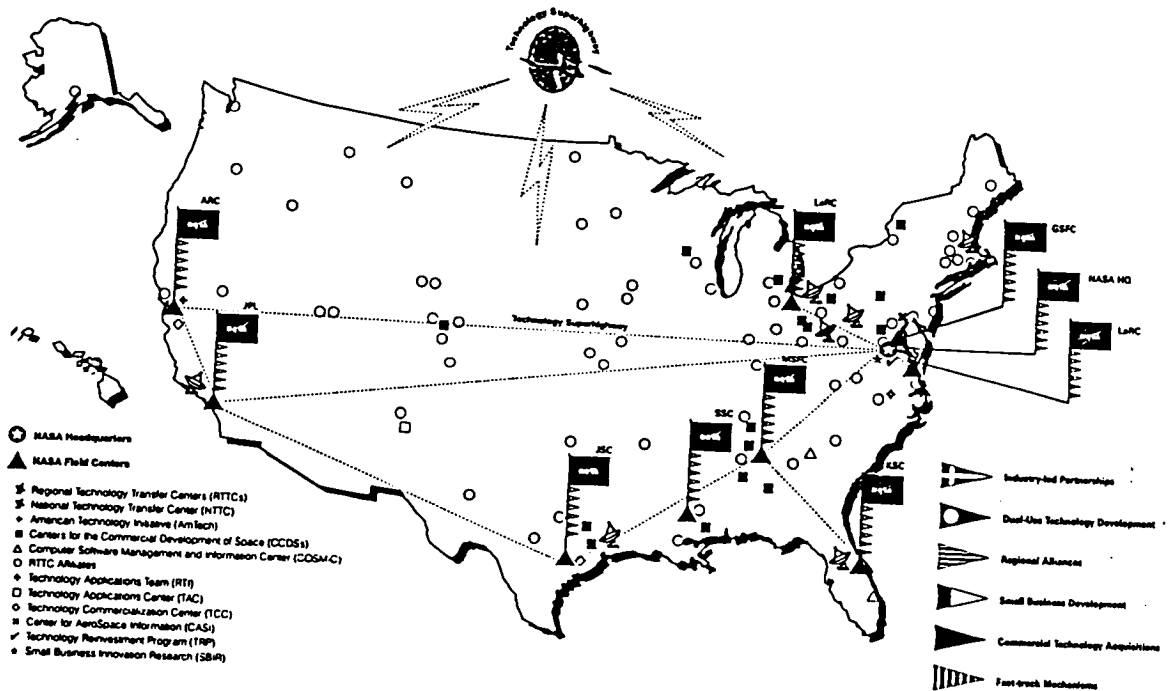 Technology Superhighway
ARC
LeRC
GSFC
JPL
NASA HQ
Technology Superhighway
LaRC
MSFC
SSC
JSC
KSC
NASA Headquarters
NASA Field Centers
Regional Technology Transfer Centers (RTTCs)
National Technology Transfer Center (NTTC)
American Technology Initiative (AmTech)
Centers for the Commercial Development of Space (CCDSs)
Computer Software Management and Information Center (COSMIC)
RTTC Affiliates
Technology Applications Team (RTI)
Technology Applications Center (TAC)
Technology Commercialization Center (TCC)
Center for AeroSpace Information (CASI)
Technology Reinvestment Program (TRP)
Small Business Innovation Research (SBIR)
Industry-led Partnerships
Dual-Use Technology Development
Regional Alliances
Small Business Development
Commercial Technology Acquisitions
Fast-track Mechanisms